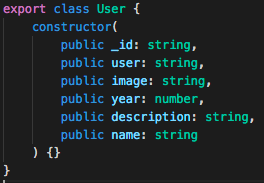 export class User {
    constructor(
        public _id: string,
        public user: string,
        public image: string,
        public year: number,
        public description: string,
        public name: string
    ) {}
}